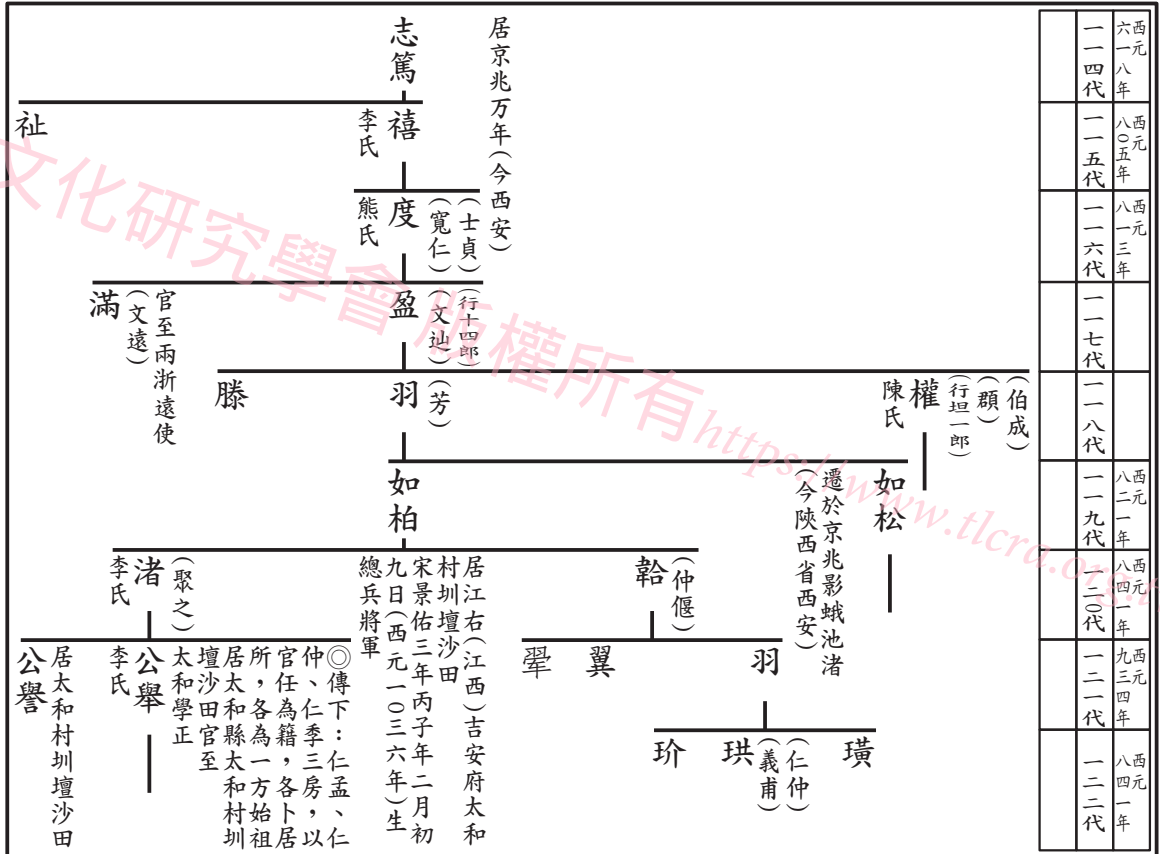 西元六一八年
一一四代
西元八〇五年
一一五代
西元八一三年
一一六代
一一七代
一一八代
西元八二一年
一一九代
西元八四一年
一二〇代
西元九三四年
一二一代
西元八四一年
一二二代
居京兆万年(今西安)
志篤
禧
李氏
祉
(士貞)
(寬仁)
度
熊氏
(行十四郎)
(文辿)
盈
官至兩浙遠使
(文遠)
滿
(伯成)
(頵)
(行坦一郎)
權
陳氏
(芳)
羽
滕
如松
遷於京兆影蛾池渚
(今陝西省西安)
如柏
(仲偃)
韐
居江右(江西)吉安府太和
村圳壇沙田
宋景佑三年丙子年二月初
九日(西元一〇三六年)生
總兵將軍
(聚之)
渚
李氏
羽
翼
翚
◎傳下：仁孟、仁
仲、仁季三房，以
官任為籍，各卜居
所，各為一方始祖
居太和縣太和村圳
壇沙田官至
太和學正
公舉
李氏
居太和村圳壇沙田
公譽
璜
(仁仲)
(義甫)
珙
玠
文化研究學會 版權所有 https://www.tlcra.org.t